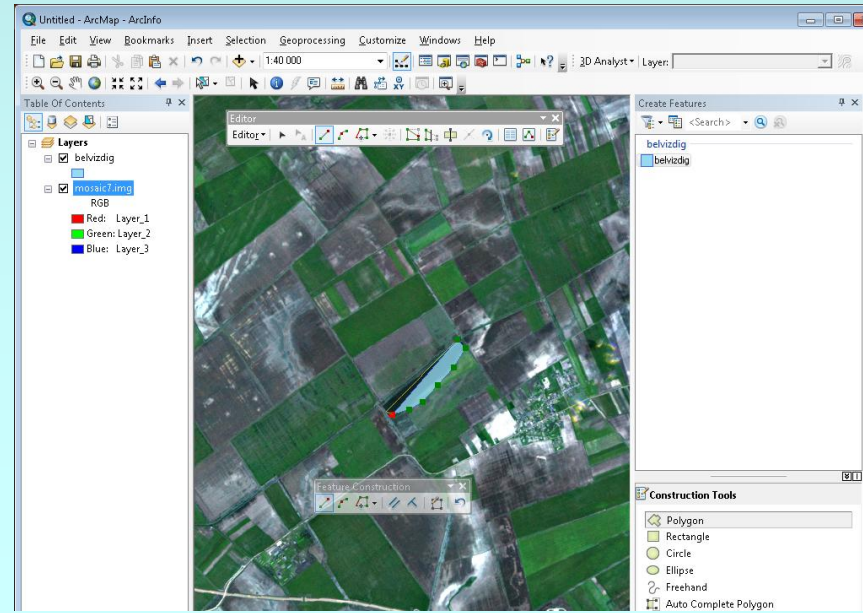 Untitled - ArcMap - ArcInfo
File Edit View Bookmarks Insert Selection Geoprocessing Customize Windows Help
1:40 000 3D Analyst Layer:
Table Of Contents
Layers
belvizdig
mosaic7.img
RGB
Red: Layer_1
Green: Layer_2
Blue: Layer_3
Editor
Editor
Feature Construction
Create Features
<Search>
belvizdig
belvizdig
Construction Tools
Polygon
Rectangle
Circle
Ellipse
Freehand
Auto Complete Polygon